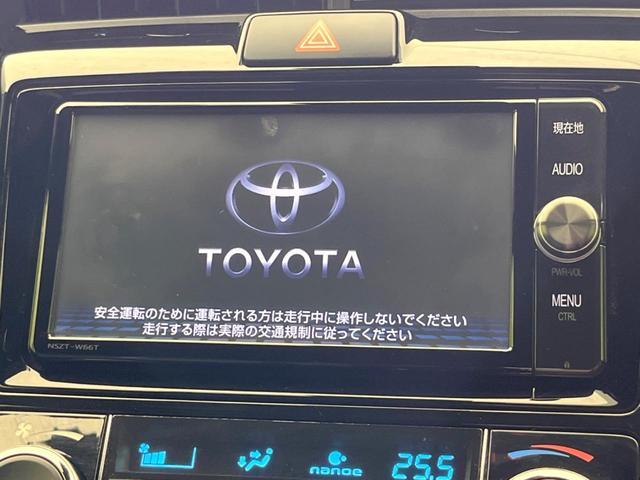 現在地
AUDIO
TOYOTA
PWR-VOL
安全運転のために運転される方は走行中に操作しないでください
走行する際は実際の交通規制に従ってください
MENU
CTRL
NSZT-W66T
nanoe
25.5